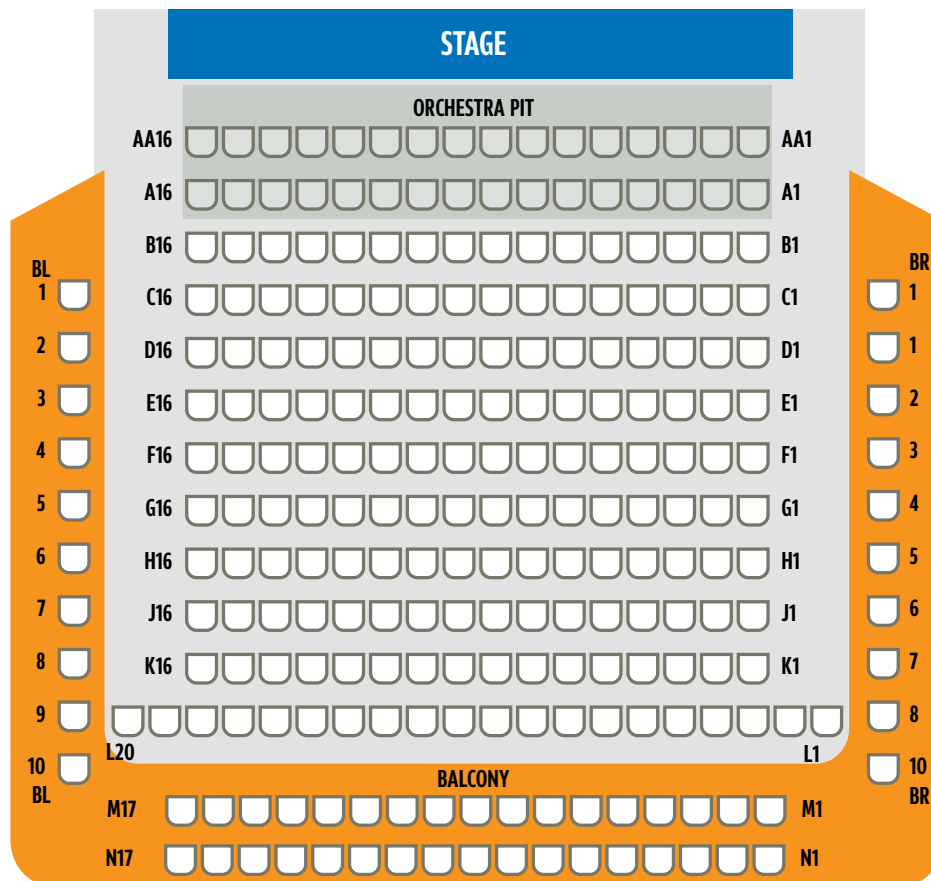 STAGE
ORCHESTRA PIT
AA16 AA1
A16 A1
B16 B1
BL BR
1 C16 C1 1
2 D16 D1 1
3 E16 E1 2
4 F16 F1 3
5 G16 G1 4
6 H16 H1 5
7 J16 J1 6
8 K16 K1 7
9 8
L20 L1
10 10
BALCONY
BL BR
M17 M1
N17 N1